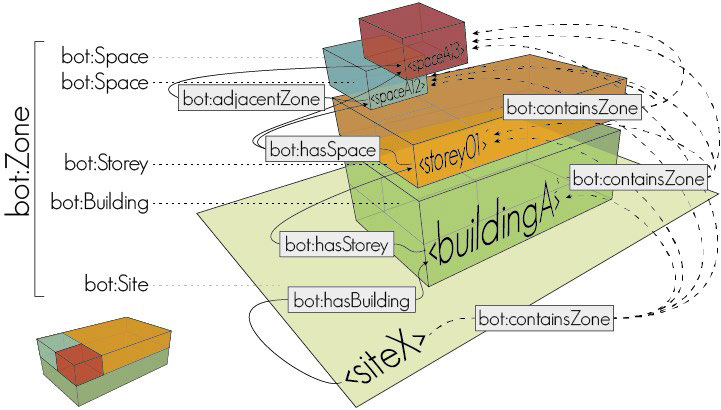 bot:Zone
bot:Space
bot:Space
bot:Storey
bot:Building
bot:Site
<spaceA13>
<spaceA12>
bot:adjacentZone
bot:containsZone
bot:hasSpace
<storey01>
bot:containsZone
<buildingA>
bot:hasStorey
bot:hasBuilding
bot:containsZone
<siteX>